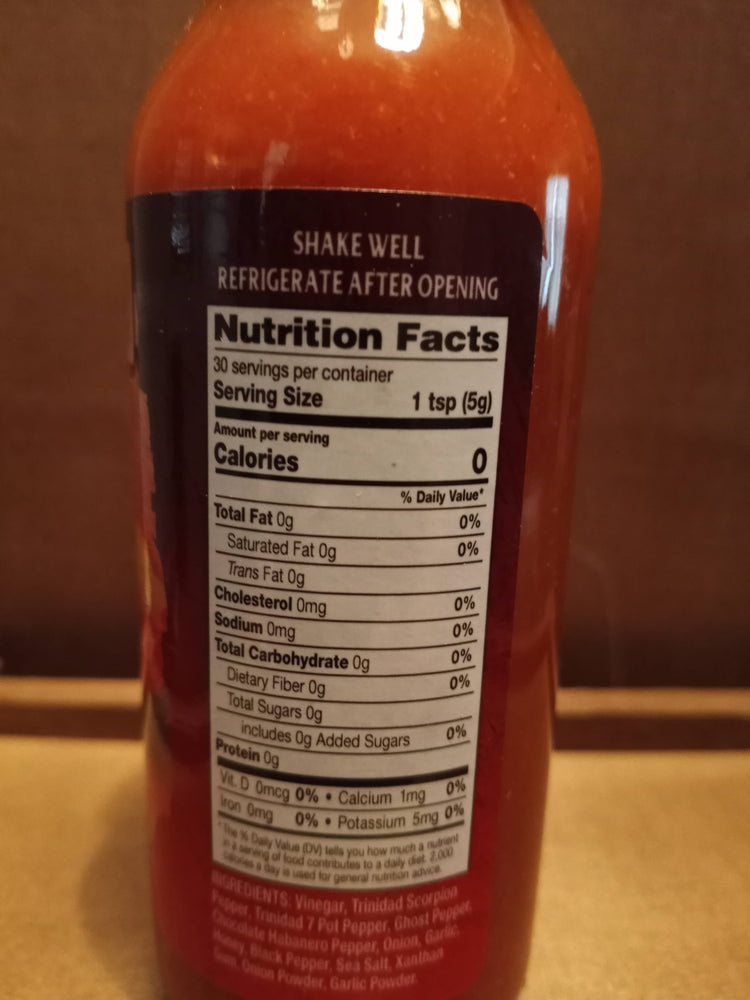 SHAKE WELL
REFRIGERATE AFTER OPENING
Nutrition Facts
30 servings per container
Serving Size 1 tsp (5g)
Amount per serving
Calories 0
% Daily Value*
Total Fat 0g 0%
Saturated Fat 0g 0%
Trans Fat 0g
Cholesterol 0mg 0%
Sodium 0mg 0%
Total Carbohydrate 0g 0%
Dietary Fiber 0g 0%
Total Sugars 0g
includes 0g Added Sugars 0%
Protein 0g
Vit. D 0mcg 0% • Calcium 1mg 0%
Iron 0mg 0% • Potassium 5mg 0%
*The % Daily Value (DV) tells you how much a nutrient
in a serving of food contributes to a daily diet. 2,000
calories a day is used for general nutrition advice.
INGREDIENTS: Vinegar, Trinidad Scorpion
Pepper, Trinidad 7 Pot Pepper, Ghost Pepper,
Chocolate Habanero Pepper, Onion, Garlic,
Honey, Black Pepper, Sea Salt, Xanthan
Gum, Onion Powder, Garlic Powder.